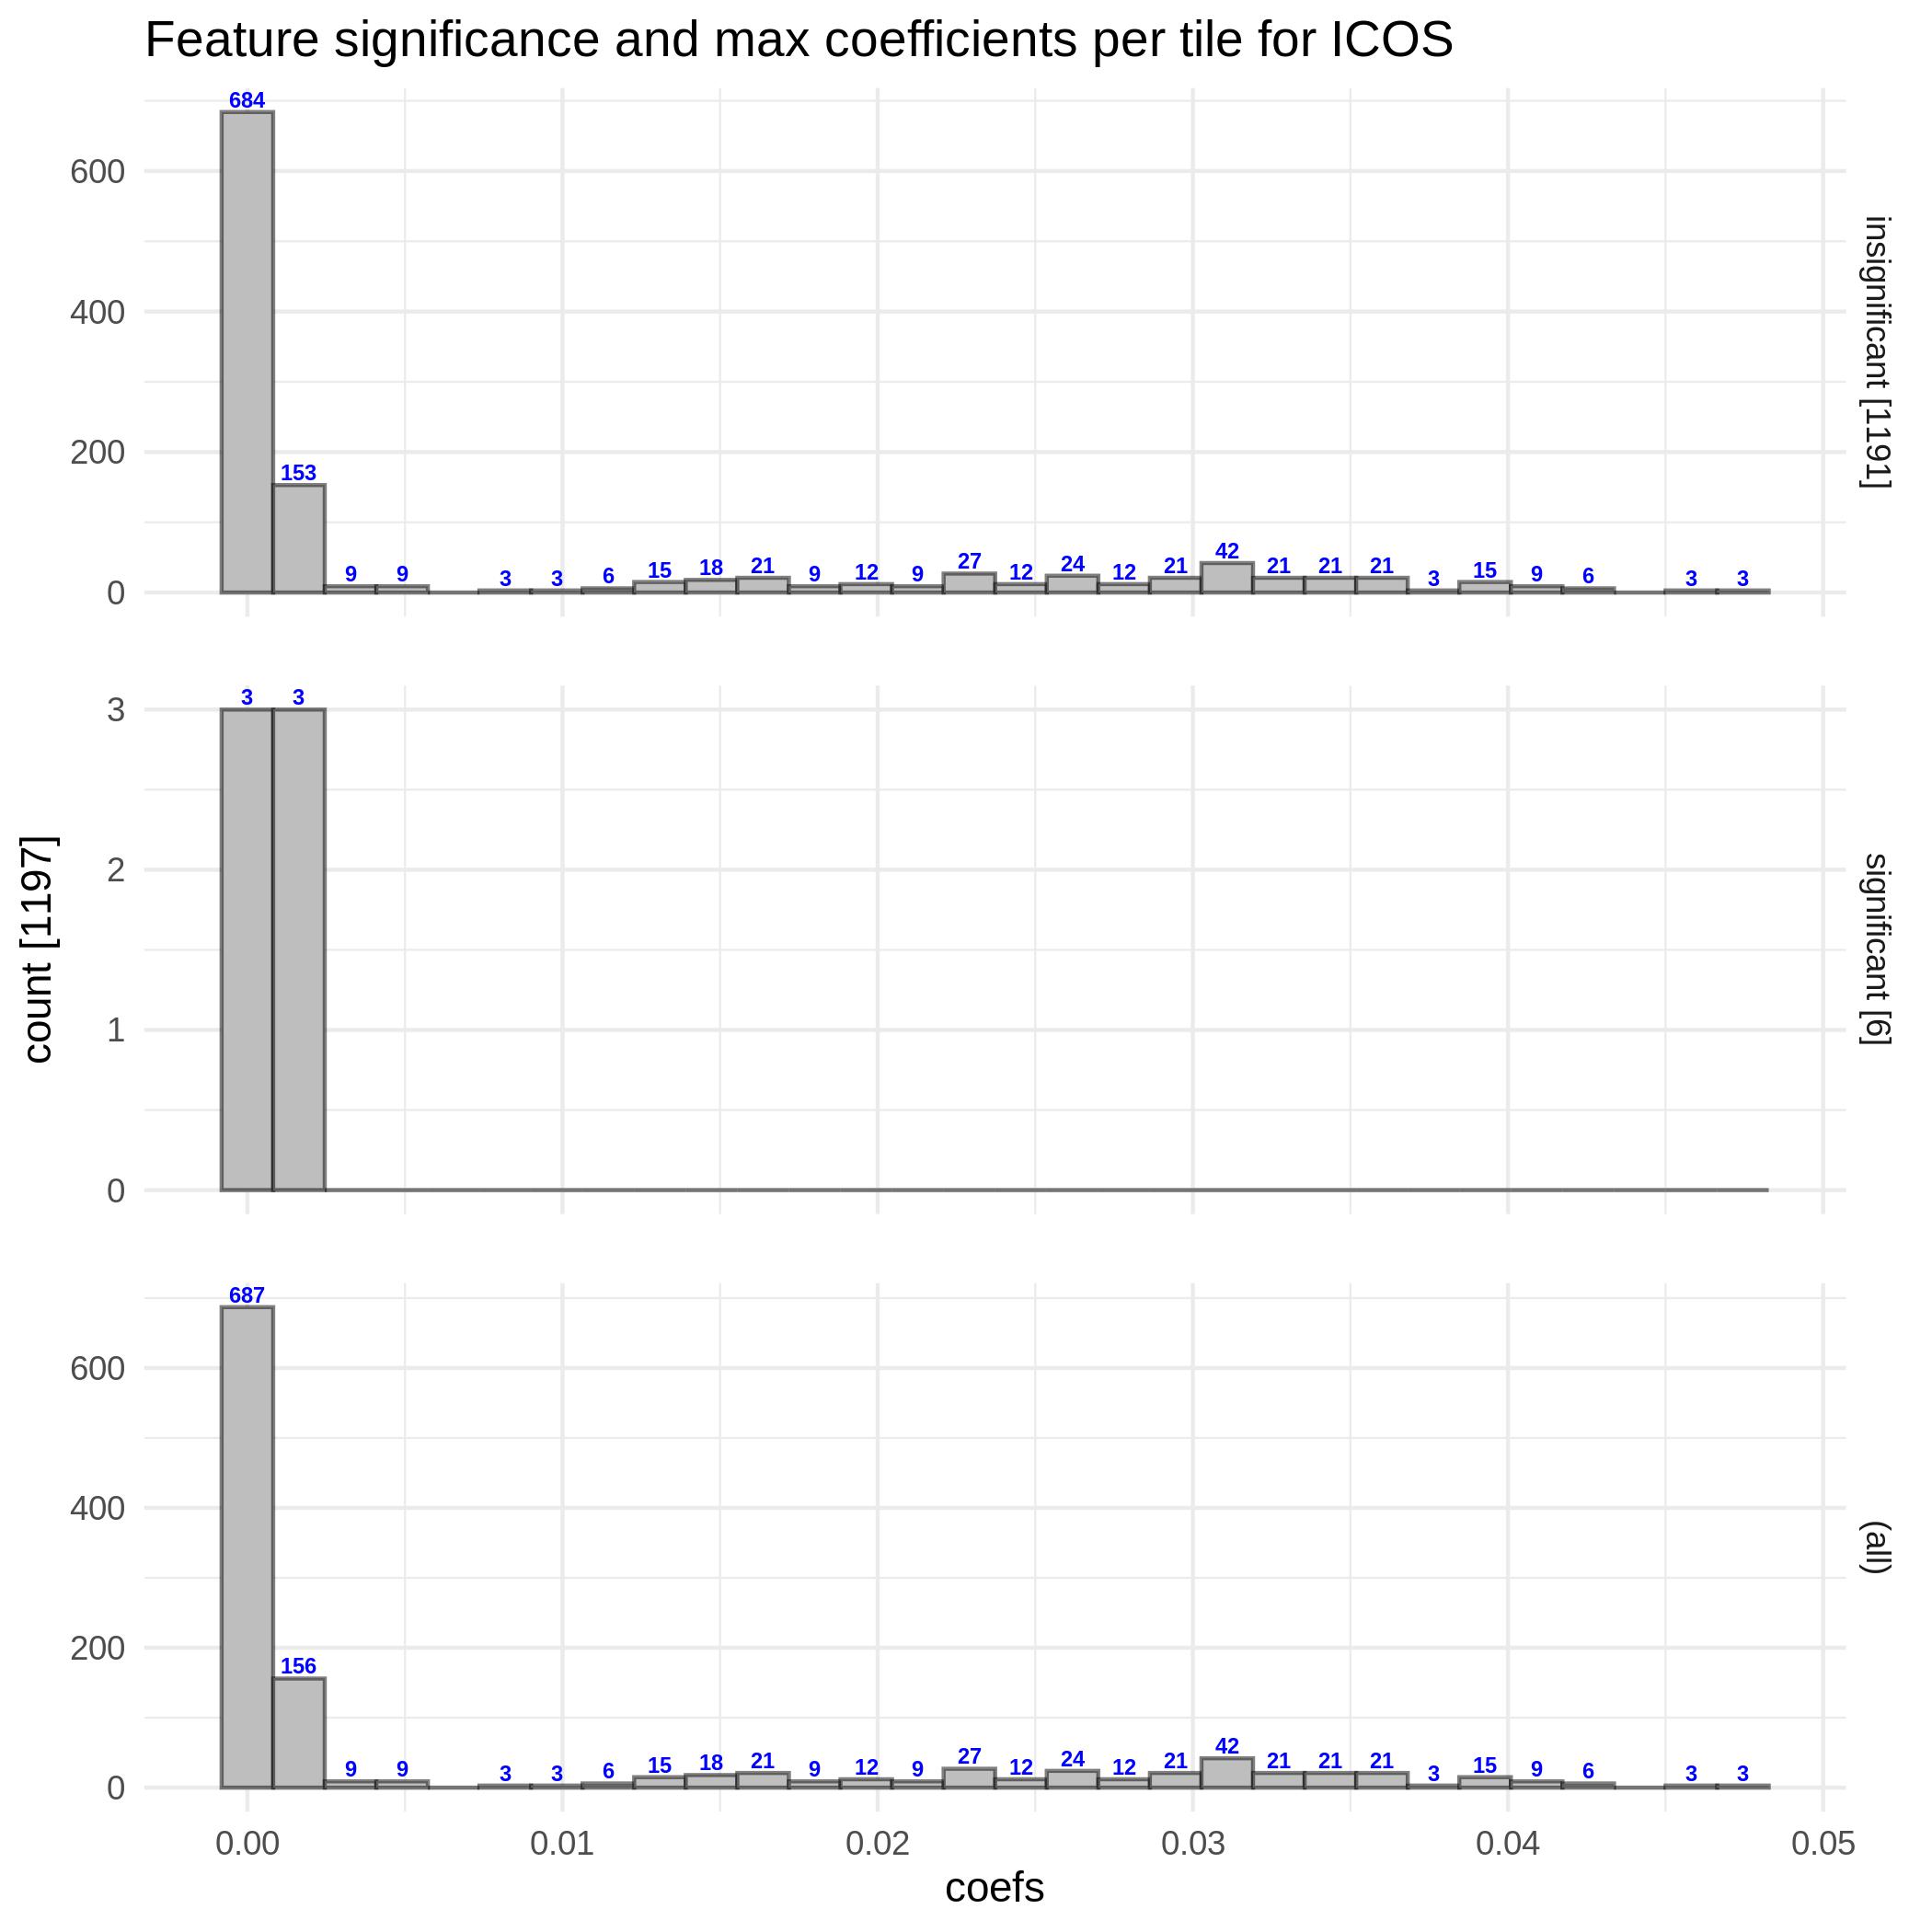 Feature significance and max coefficients per tile for ICOS
684
600
400
200
153
9 9 3 3 6 15 18 21 9 12 9 27 12 24 12 21 42 21 21 21 3 15 9 6 3 3
0
insignificant [1191]
3 3
3
2
1
0
significant [6]
count [1197]
687
600
400
200
156
9 9 3 3 6 15 18 21 9 12 9 27 12 24 12 21 42 21 21 21 3 15 9 6 3 3
0
(all)
0.00 0.01 0.02 0.03 0.04 0.05
coefs